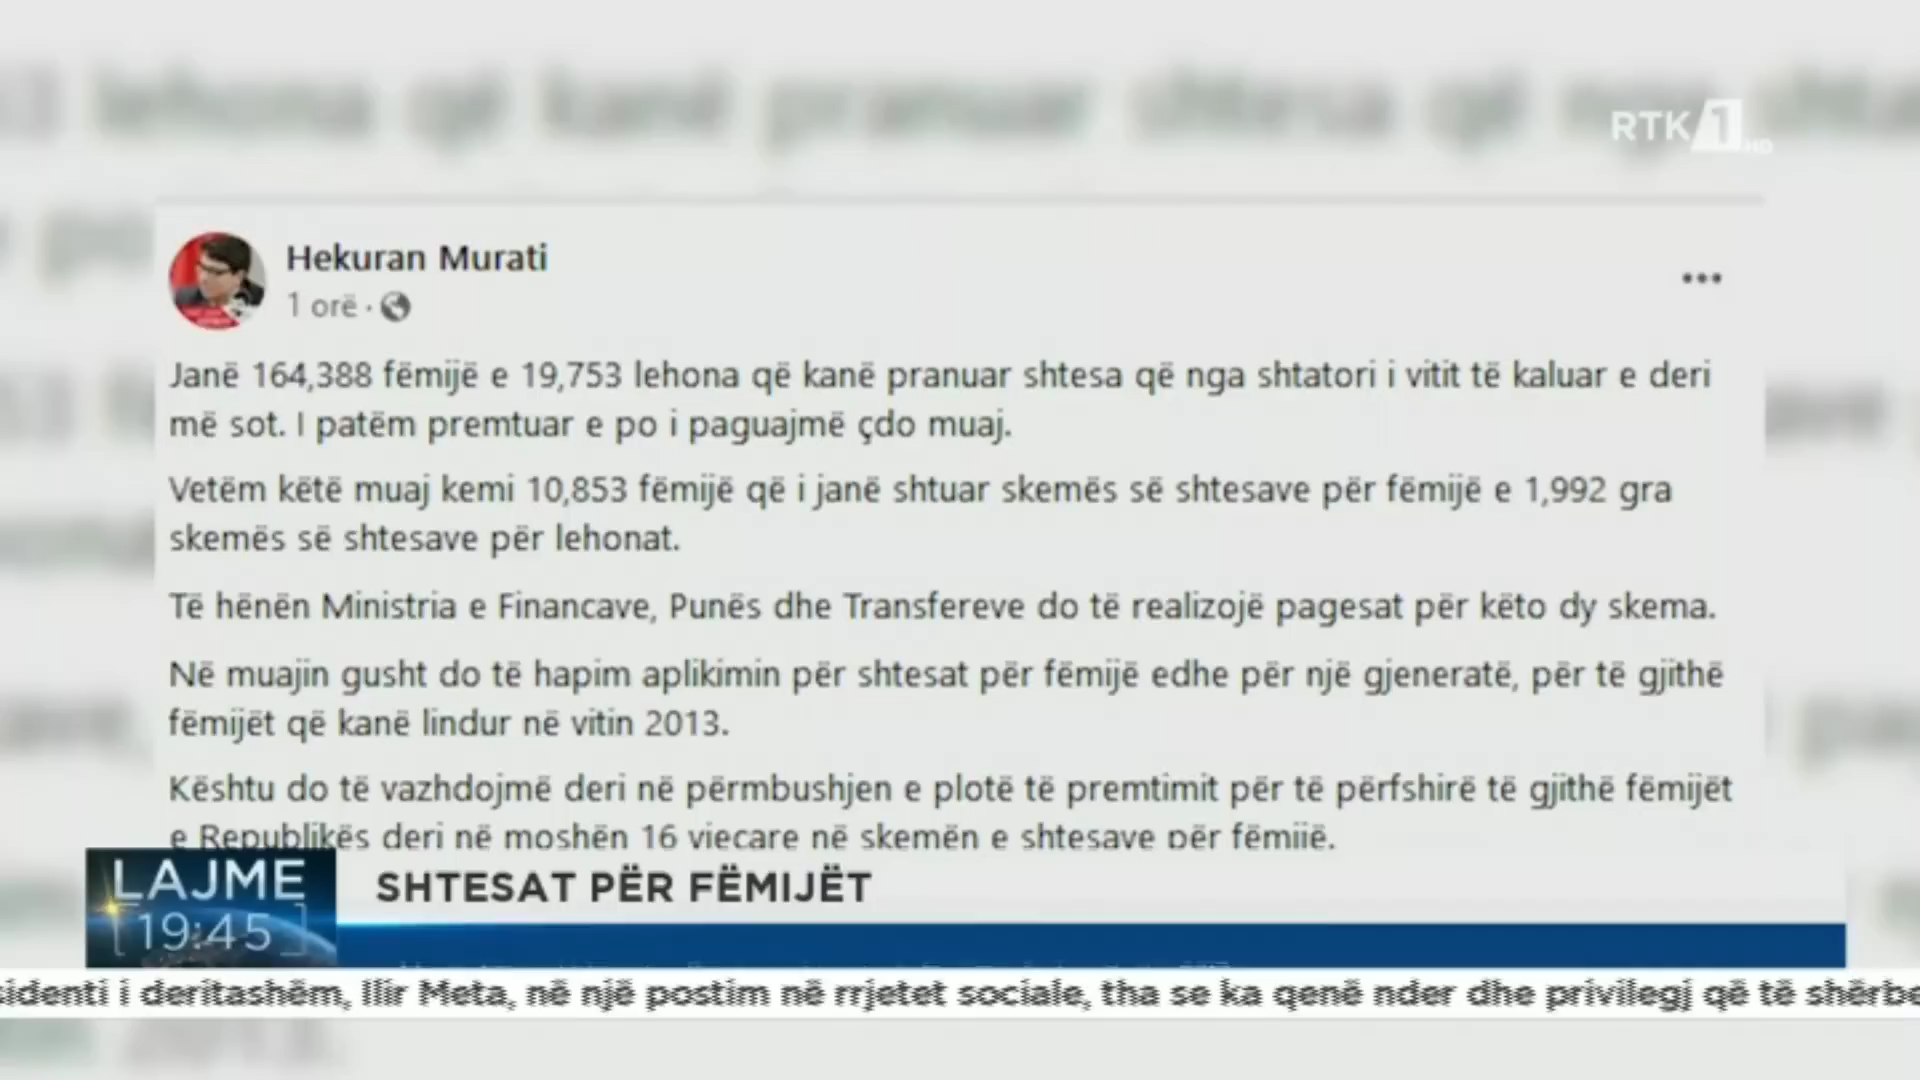 RTK 1 HD
Hekuran Murati
1 orë ·
Janë 164,388 fëmijë e 19,753 lehona që kanë pranuar shtesa që nga shtatori i vitit të kaluar e deri
më sot. I patëm premtuar e po i paguajmë çdo muaj.
Vetëm këtë muaj kemi 10,853 fëmijë që i janë shtuar skemës së shtesave për fëmijë e 1,992 gra
skemës së shtesave për lehonat.
Të hënën Ministria e Financave, Punës dhe Transfereve do të realizojë pagesat për këto dy skema.
Në muajin gusht do të hapim aplikimin për shtesat për fëmijë edhe për një gjeneratë, për të gjithë
fëmijët që kanë lindur në vitin 2013.
Kështu do të vazhdojmë deri në përmbushjen e plotë të premtimit për të përfshirë të gjithë fëmijët
e Republikës deri në moshën 16 vjeçare në skemën e shtesave për fëmijë.
LAJME
19:45
SHTESAT PËR FËMIJËT
sidenti i deritashëm, Ilir Meta, në një postim në rrjetet sociale, tha se ka qenë nder dhe privilegj që të shërbe